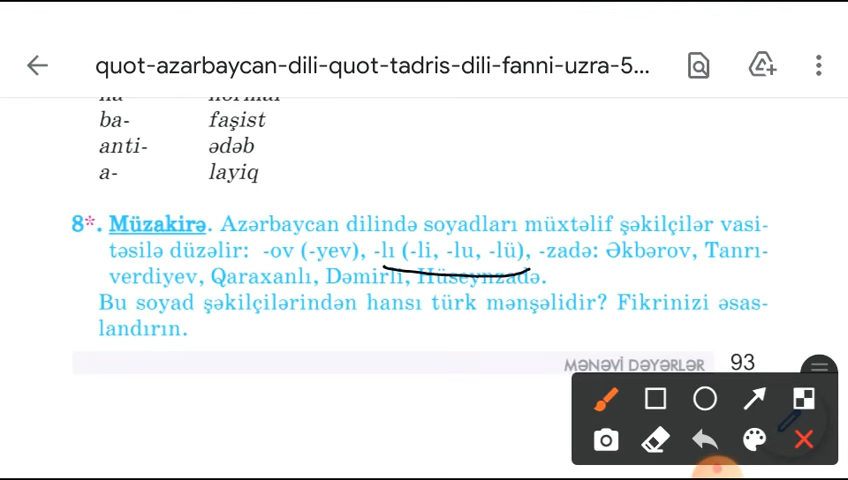 quot-azarbaycan-dili-quot-tadris-dili-fanni-uzra-5...
na- normal
ba- faşist
anti- ədəb
a- layiq
8*. Müzakirə. Azərbaycan dilində soyadları müxtəlif şəkilçilər vasi-
təsilə düzəlir: -ov (-yev), -lı (-li, -lu, -lü), -zadə: Əkbərov, Tanrı-
verdiyev, Qaraxanlı, Dəmirli, Hüseynzadə.
Bu soyad şəkilçilərindən hansı türk mənşəlidir? Fikrinizi əsas-
landırın.
MƏNƏVİ DƏYƏRLƏR 93